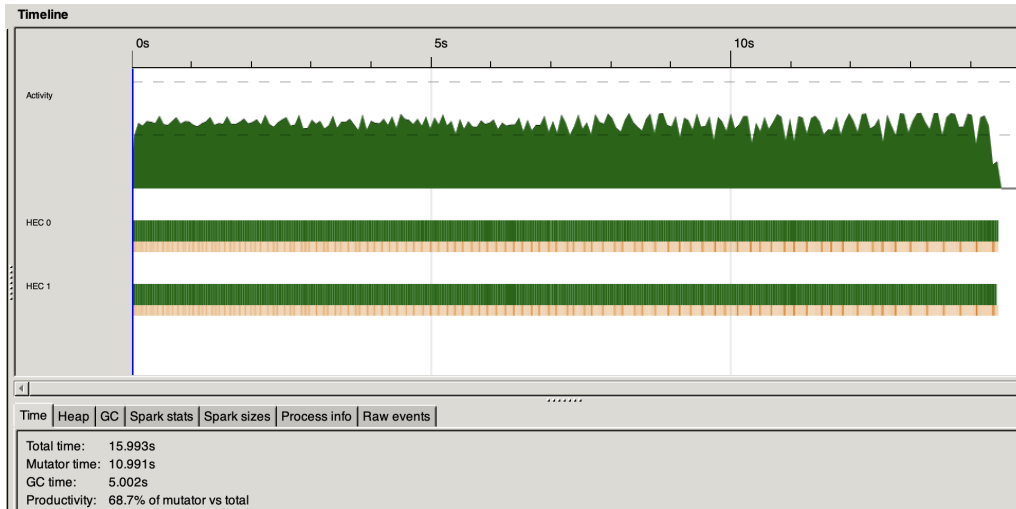 Timeline
0s 5s 10s
Activity
HEC 0
HEC 1
Time Heap GC Spark stats Spark sizes Process info Raw events
Total time: 15.993s
Mutator time: 10.991s
GC time: 5.002s
Productivity: 68.7% of mutator vs total